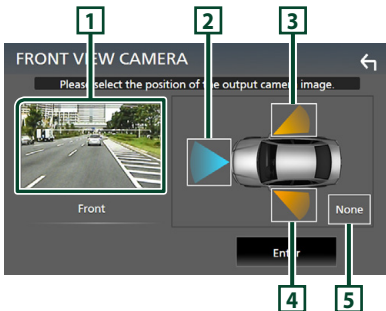 1 2 3
FRONT VIEW CAMERA
Please select the position of the output camera image.
Front
None
Enter
4 5